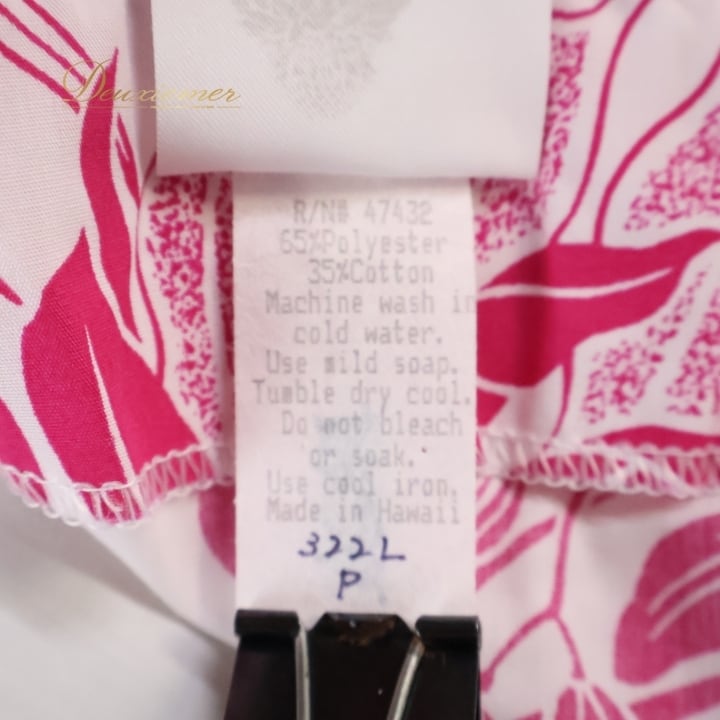 Deuxiemer
R/N# 47432
65%Polyester
35%Cotton
Machine wash in
cold water.
Use mild soap.
Tumble dry cool.
Do not bleach
or soak.
Use cool iron.
Made in Hawaii
322L
P